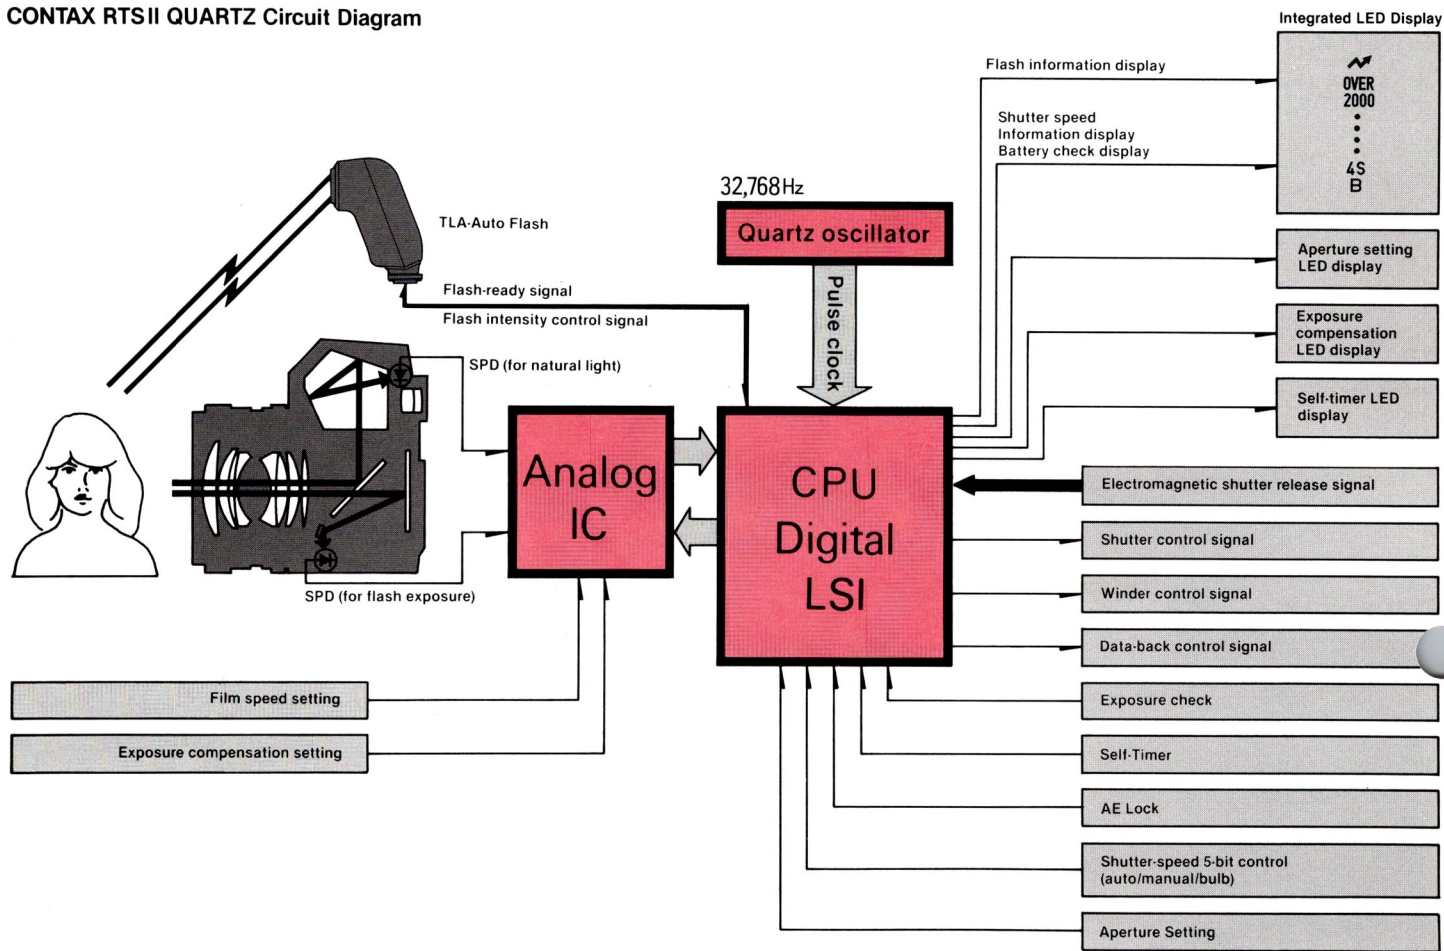 CONTAX RTSII QUARTZ Circuit Diagram
Integrated LED Display
OVER
2000
4S
B
Flash information display
Shutter speed
Information display
Battery check display
32,768Hz
Quartz oscillator
Pulse clock
TLA-Auto Flash
Flash-ready signal
Flash intensity control signal
SPD (for natural light)
Aperture setting
LED display
Exposure
compensation
LED display
Self-timer LED
display
Analog
IC
CPU
Digital
LSI
SPD (for flash exposure)
Electromagnetic shutter release signal
Shutter control signal
Winder control signal
Data-back control signal
Film speed setting
Exposure compensation setting
Exposure check
Self-Timer
AE Lock
Shutter-speed 5-bit control
(auto/manual/bulb)
Aperture Setting